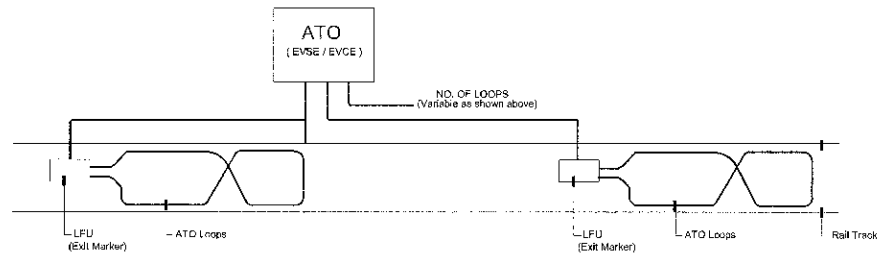 ATO
(EVSE / EVCE)
NO. OF LOOPS
(Variable as shown above)
LFU
(Exit Marker)
ATO Loops
LFU
(Exit Marker)
ATO Loops
Rail Track